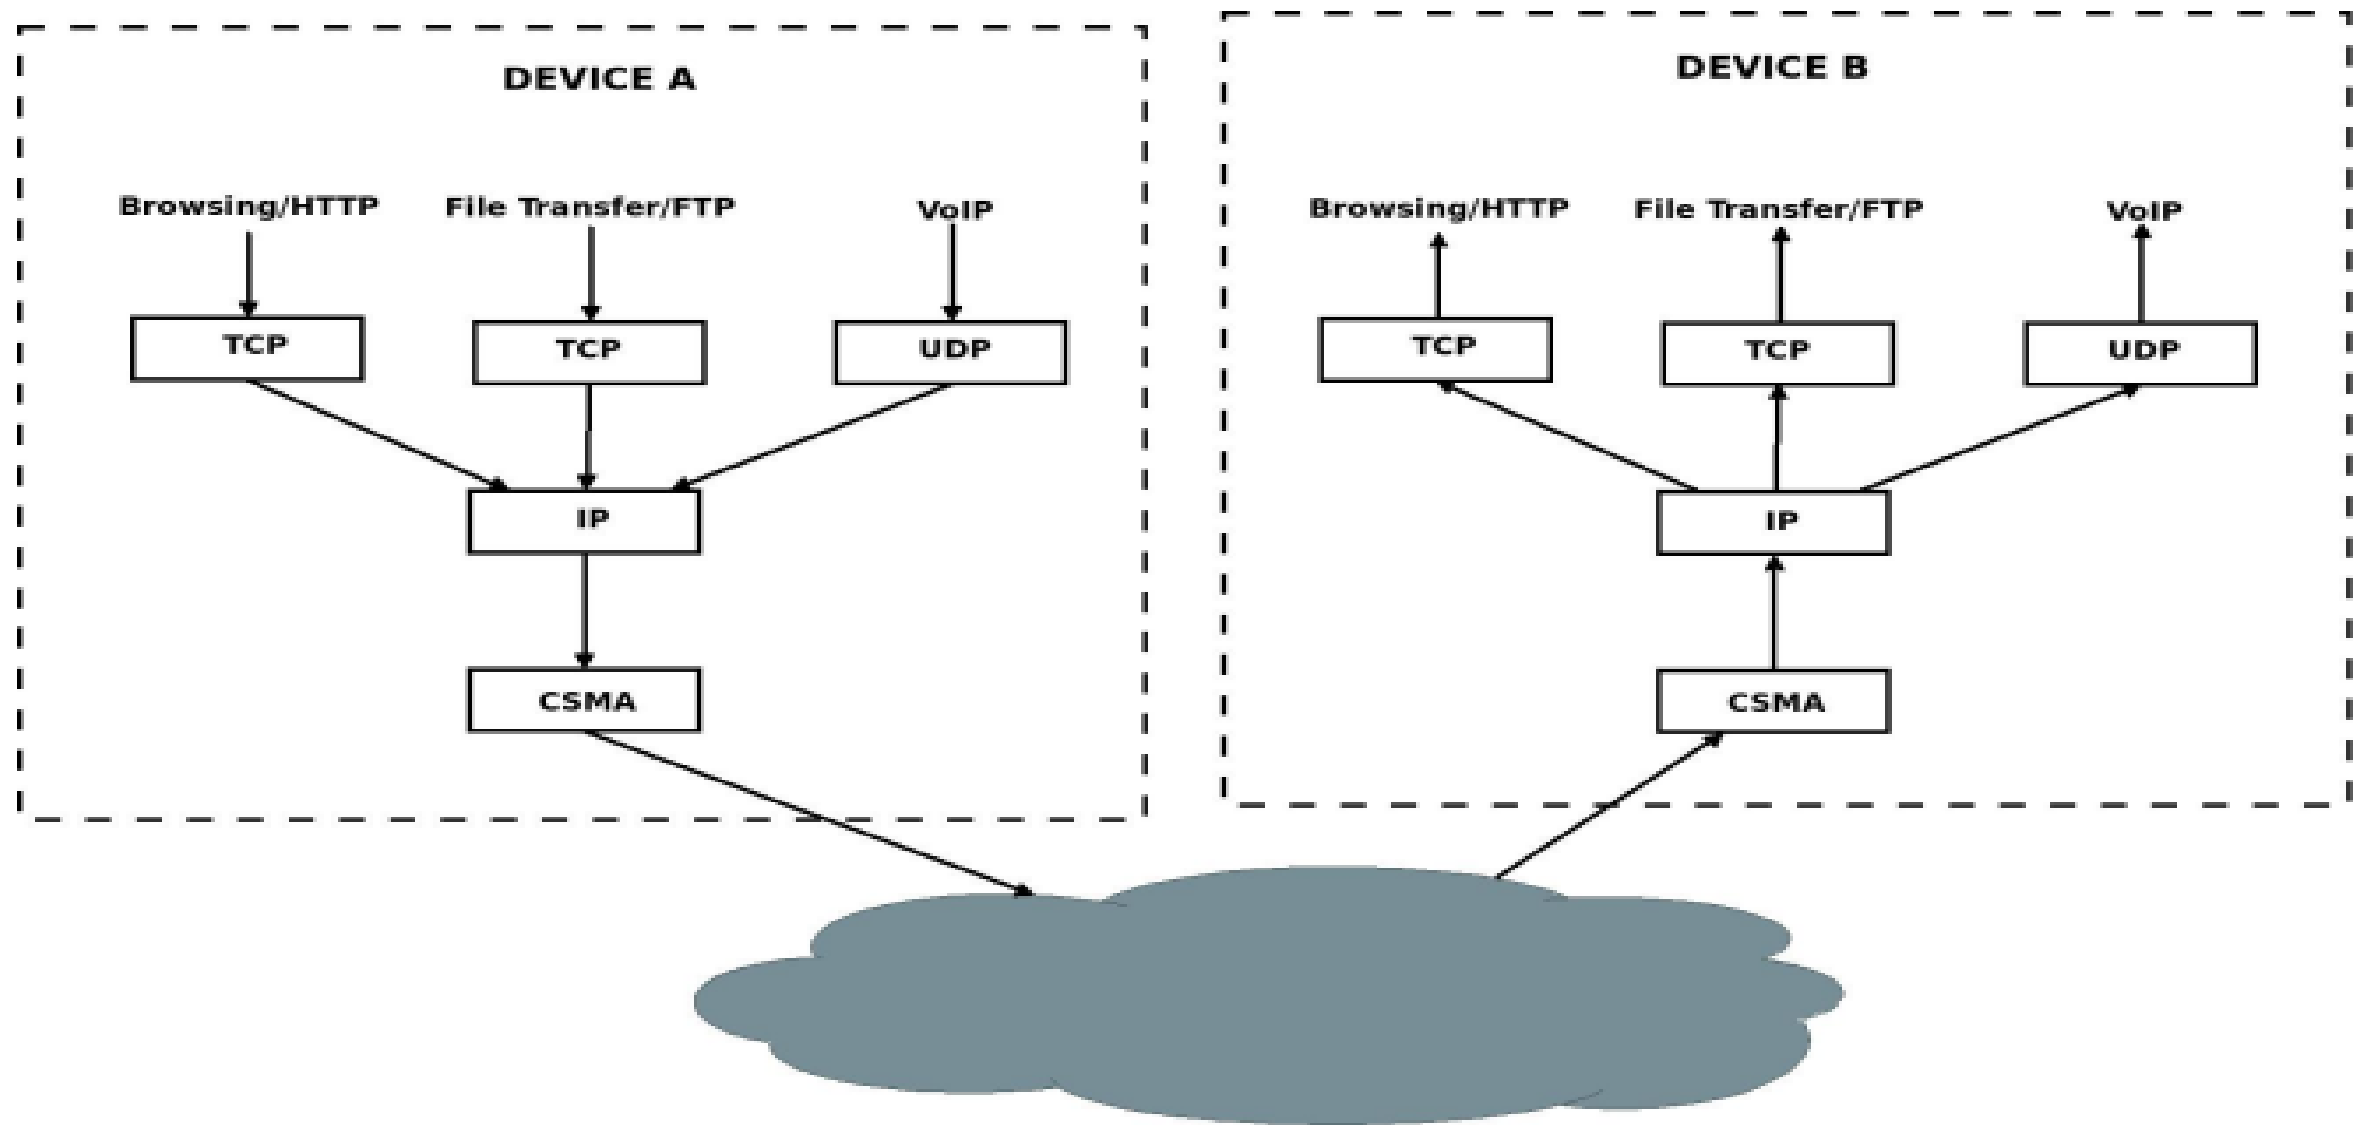 DEVICE A
Browsing/HTTP File Transfer/FTP VoIP
TCP TCP UDP
IP
CSMA
DEVICE B
Browsing/HTTP File Transfer/FTP VoIP
TCP TCP UDP
IP
CSMA